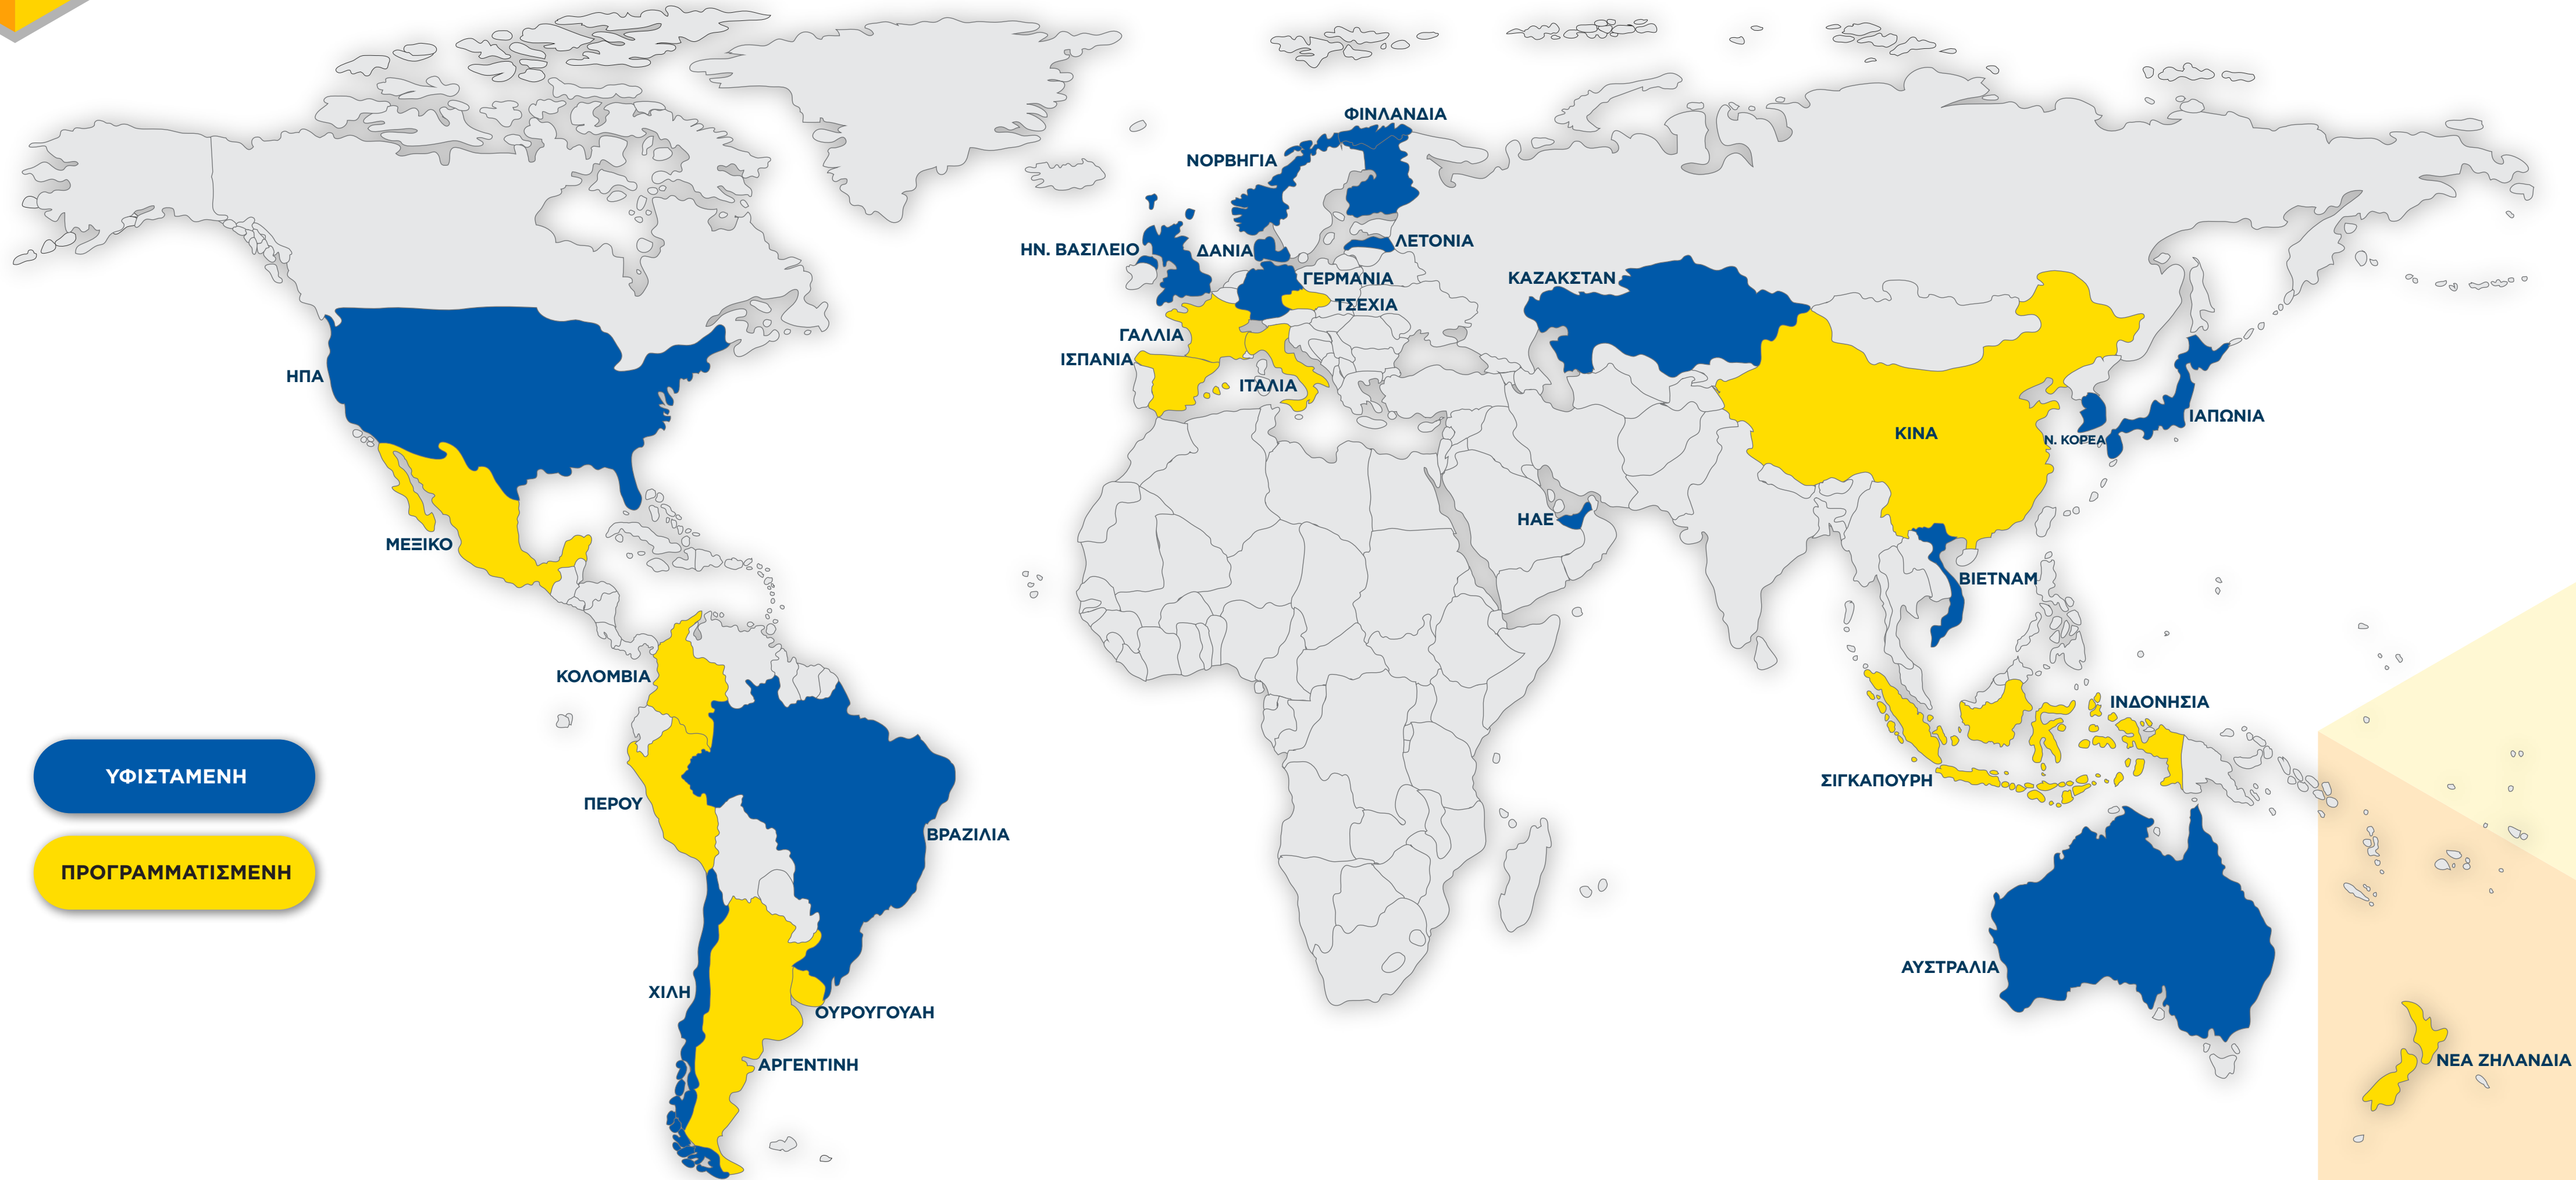 ΦΙΝΛΑΝΔΙΑ
ΝΟΡΒΗΓΙΑ
ΗΝ. ΒΑΣΙΛΕΙΟ
ΔΑΝΙΑ
ΛΕΤΟΝΙΑ
ΓΕΡΜΑΝΙΑ
ΚΑΖΑΚΣΤΑΝ
ΤΣΕΧΙΑ
ΓΑΛΛΙΑ
ΙΣΠΑΝΙΑ
ΗΠΑ
ΙΤΑΛΙΑ
ΙΑΠΩΝΙΑ
ΚΙΝΑ
Ν. ΚΟΡΕΑ
ΗΑΕ
ΜΕΞΙΚΟ
ΒΙΕΤΝΑΜ
ΚΟΛΟΜΒΙΑ
ΙΝΔΟΝΗΣΙΑ
ΥΦΙΣΤΑΜΕΝΗ
ΣΙΓΚΑΠΟΥΡΗ
ΠΕΡΟΥ
ΒΡΑΖΙΛΙΑ
ΠΡΟΓΡΑΜΜΑΤΙΣΜΕΝΗ
ΑΥΣΤΡΑΛΙΑ
ΧΙΛΗ
ΟΥΡΟΥΓΟΥΑΗ
ΝΕΑ ΖΗΛΑΝΔΙΑ
ΑΡΓΕΝΤΙΝΗ